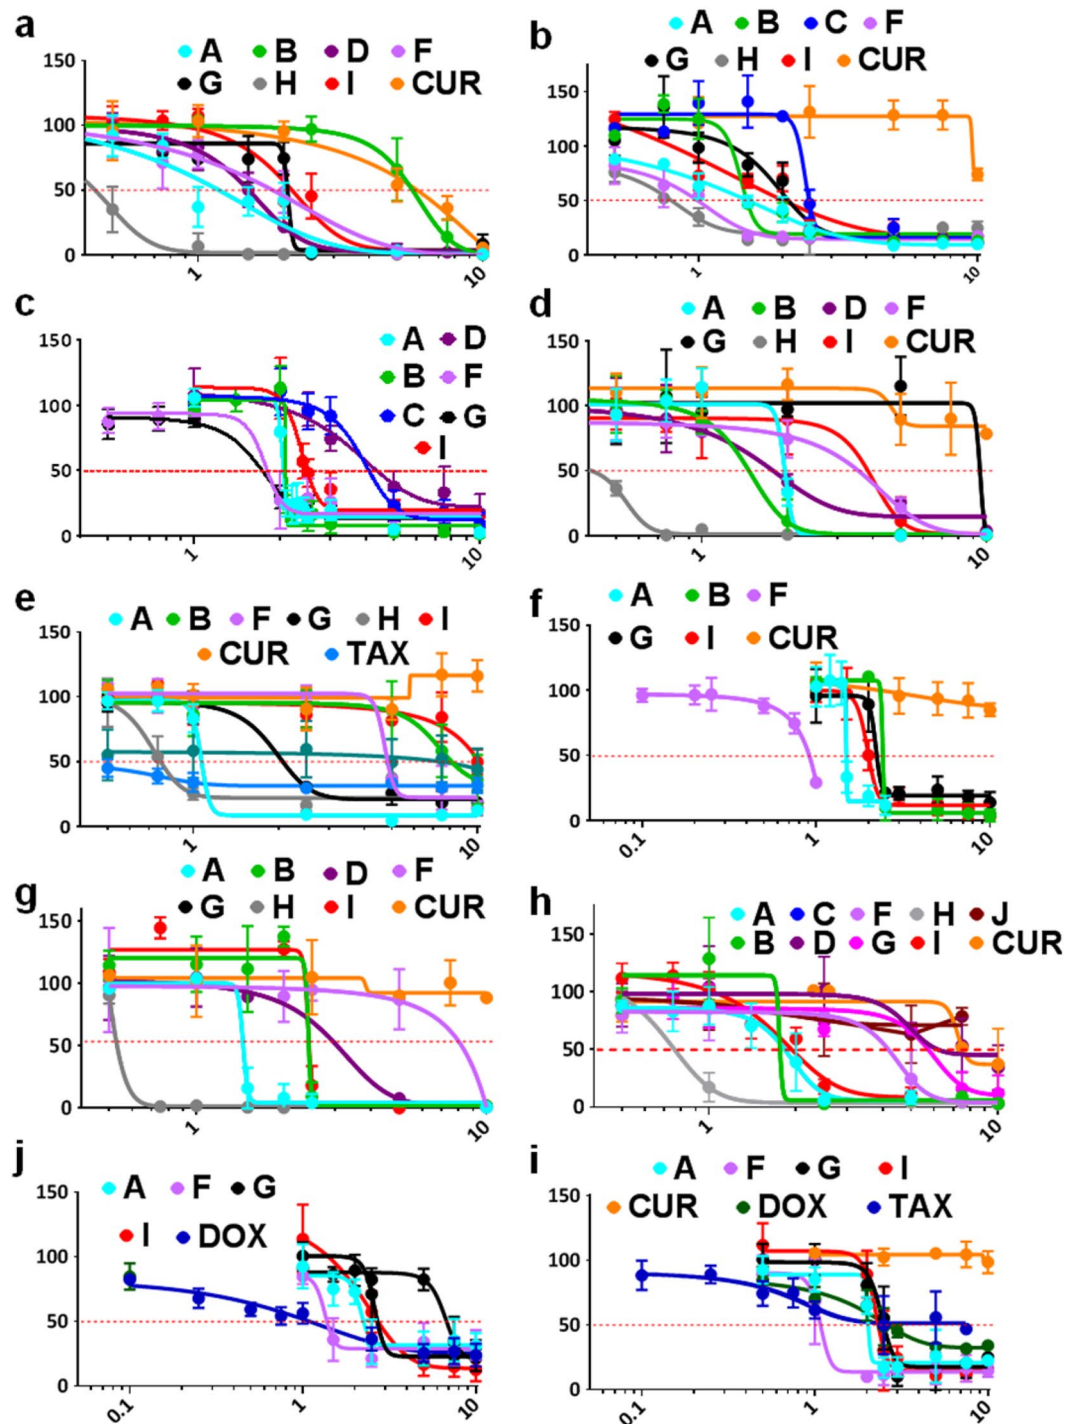 a
A B D F
G H I CUR
150
100
50
0
1 10
b
A B C F
G H I CUR
150
100
50
0
1 10
c
A D
B F
C G
I
150
100
50
0
1 10
d
A B D F
G H I CUR
150
100
50
0
1 10
e
A B F G H I
CUR TAX
150
100
50
0
1 10
f
A B F
G I CUR
150
100
50
0
0.1 1 10
g
A B D F
G H I CUR
150
100
50
0
1 10
h
A C F H J
B D G I CUR
150
100
50
0
1 10
j
A F G
I DOX
150
100
50
0
0.1 1 10
i
A F G I
CUR DOX TAX
150
100
50
0
0.1 1 10